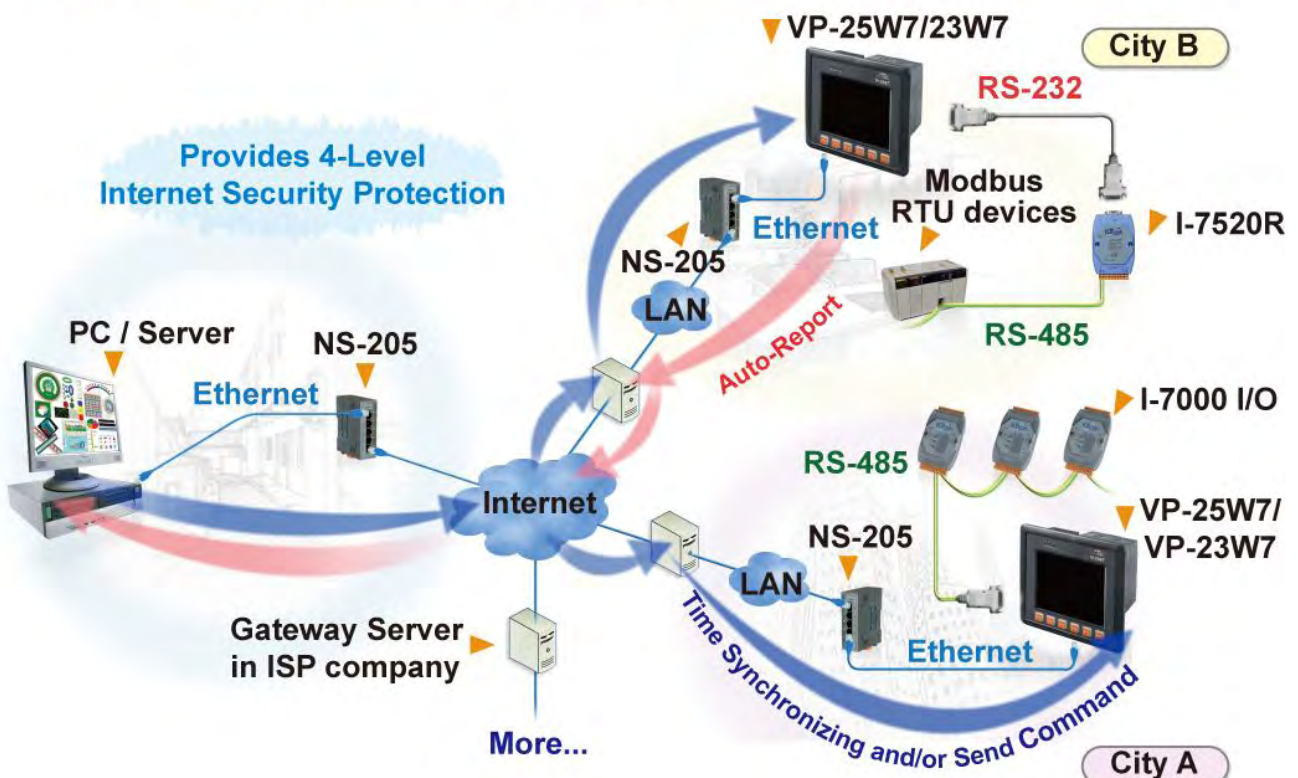 VP-25W7/23W7
City B
RS-232
Provides 4-Level
Internet Security Protection
Modbus
RTU devices
I-7520R
Ethernet
NS-205
LAN
RS-485
Auto-Report
PC / Server
NS-205
Ethernet
I-7000 I/O
RS-485
Internet
VP-25W7/
VP-23W7
NS-205
LAN
Ethernet
Gateway Server
in ISP company
Time Synchronizing and/or Send Command
More...
City A